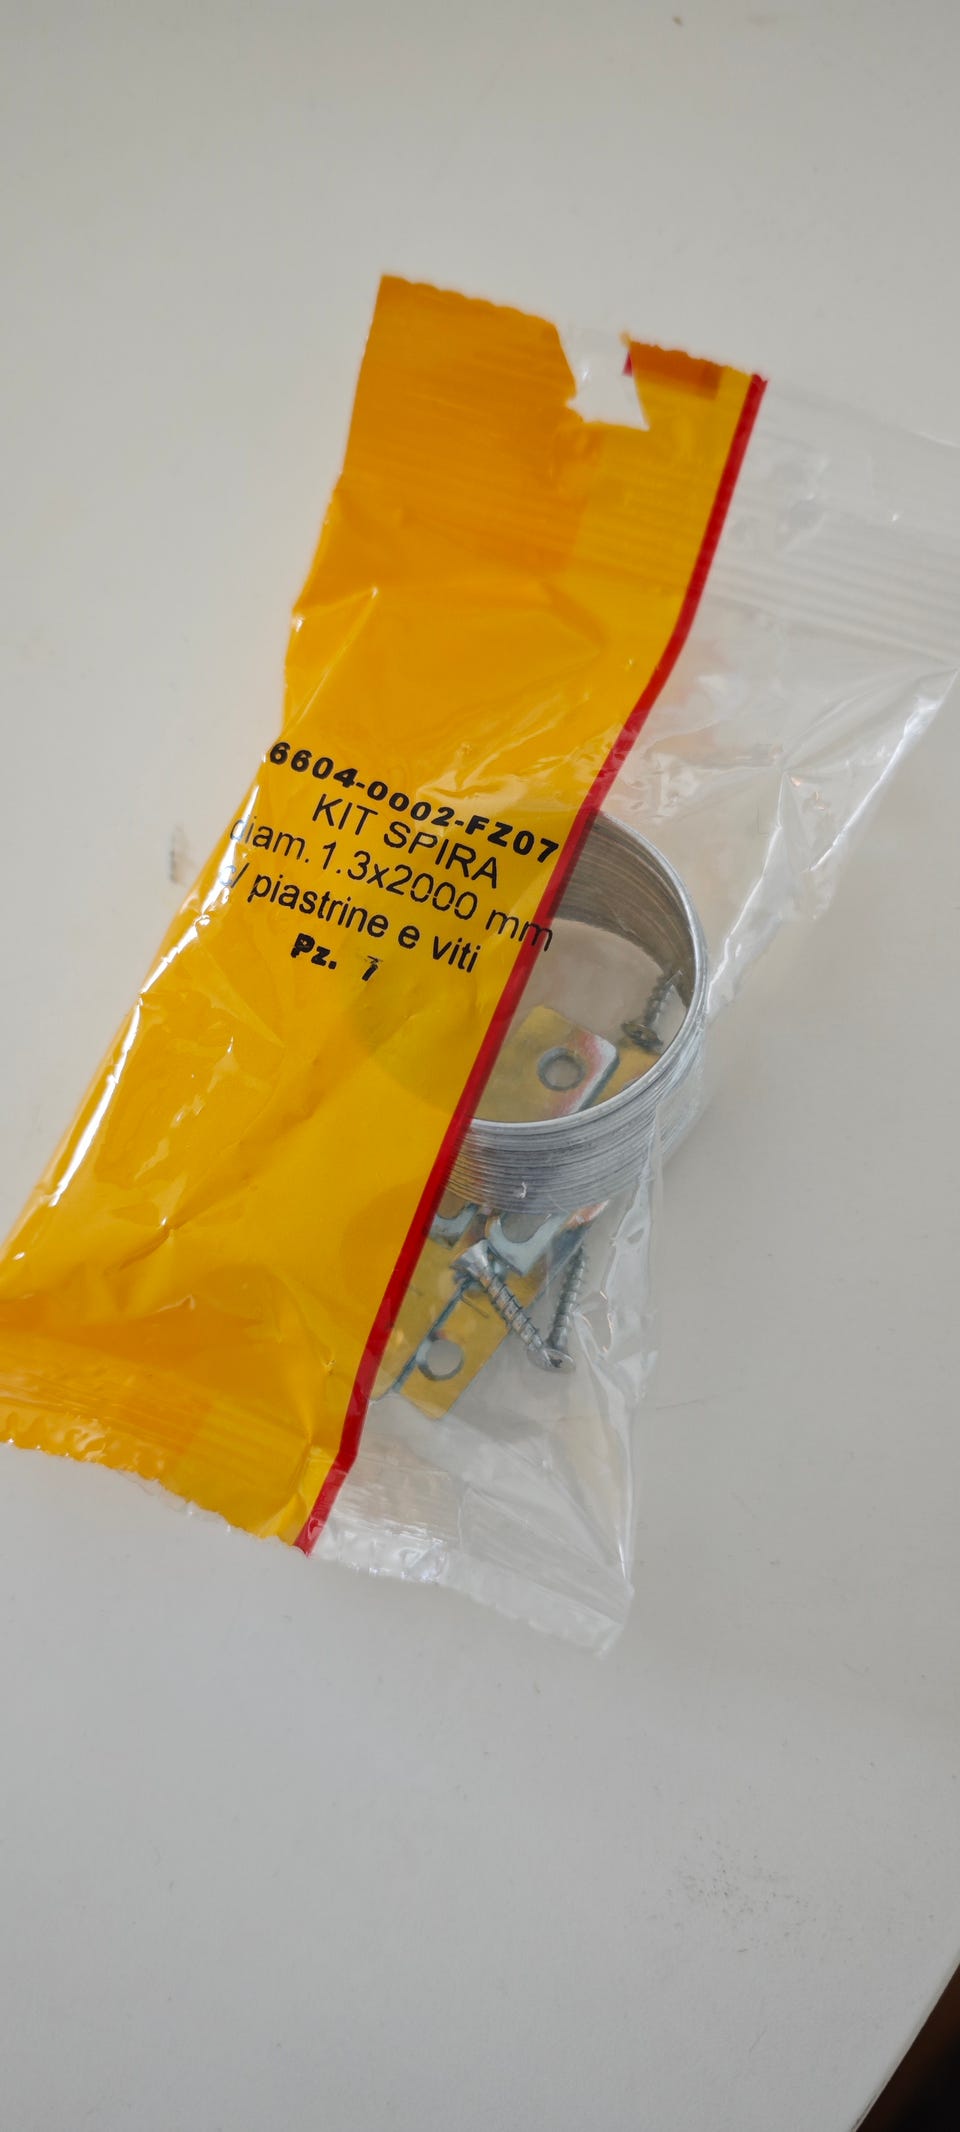 6604-0002-FZ07
KIT SPIRA
diam.1.3x2000 mm
c/ piastrine e viti
Pz. 1